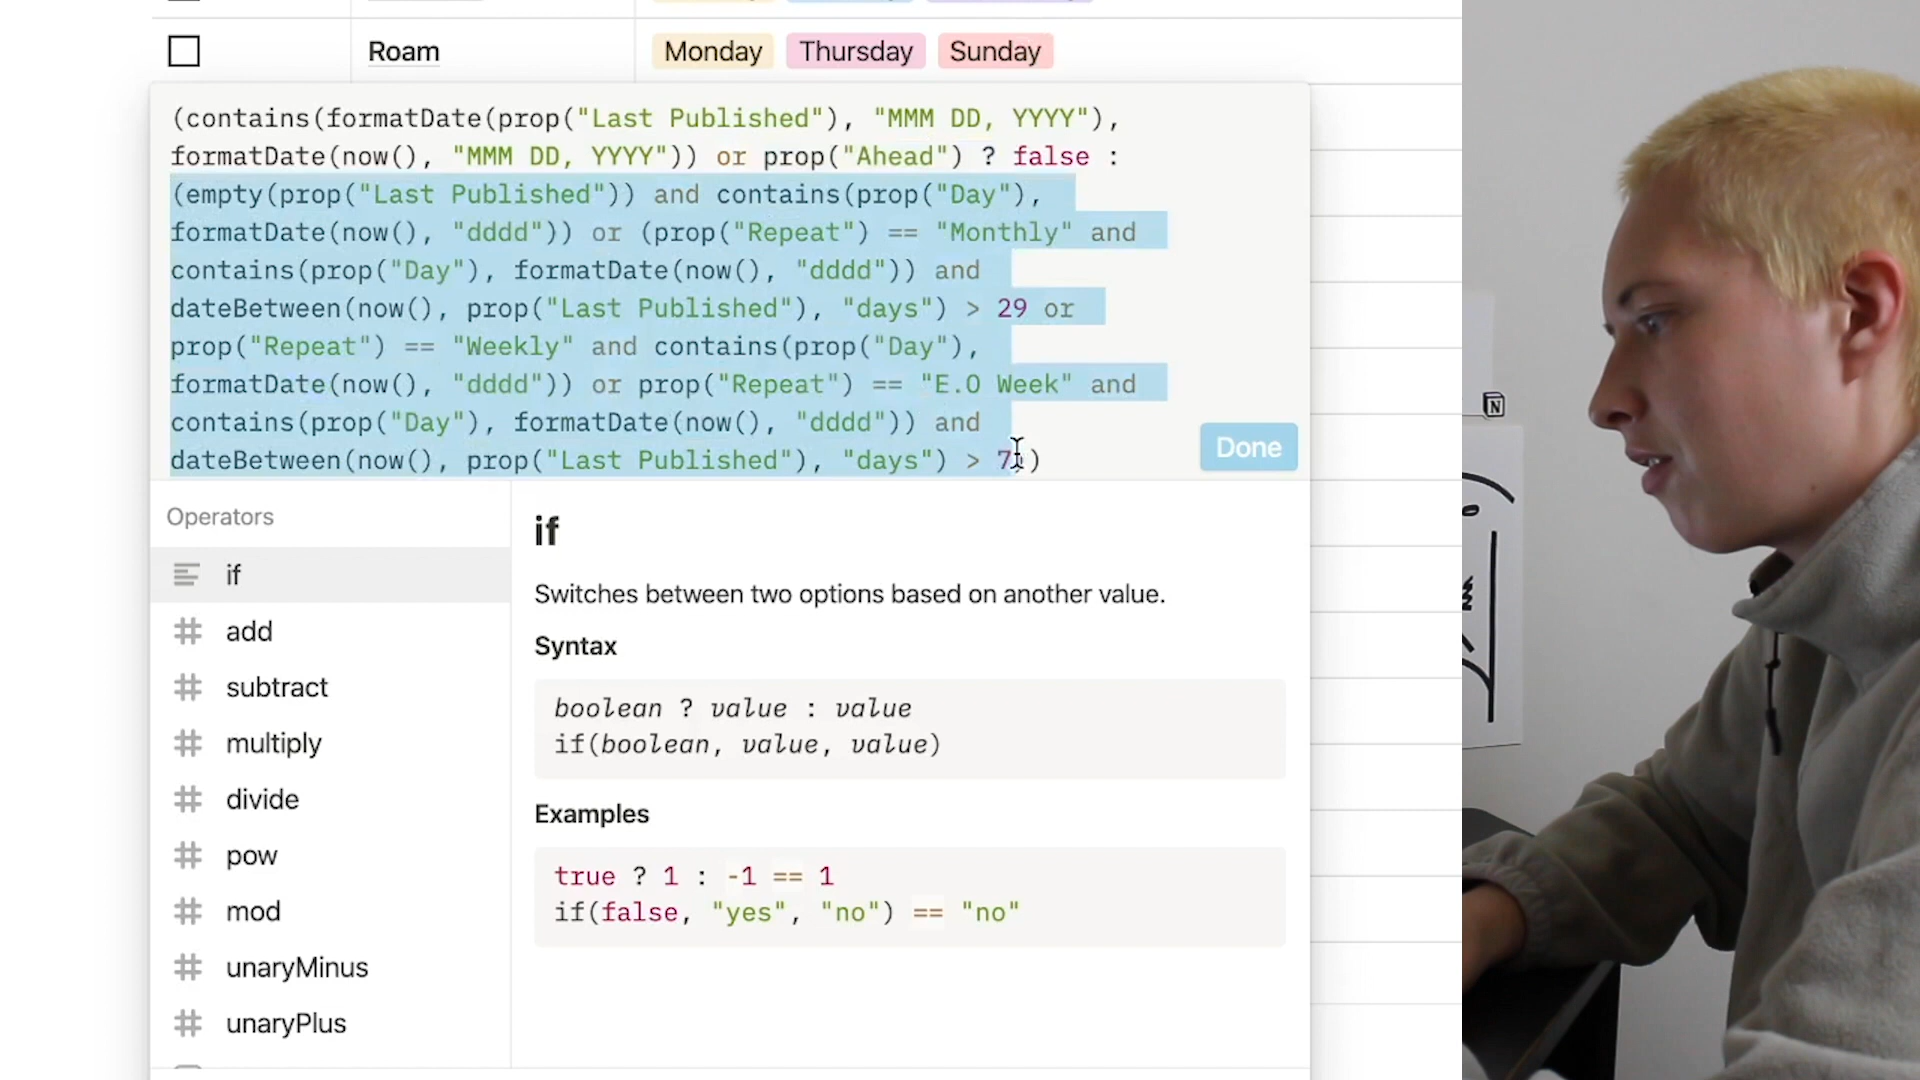 Roam Monday Thursday Sunday
(contains(formatDate(prop("Last Published"), "MMM DD, YYYY"),
formatDate(now(), "MMM DD, YYYY")) or prop("Ahead") ? false :
(empty(prop("Last Published")) and contains(prop("Day"),
formatDate(now(), "dddd")) or (prop("Repeat") == "Monthly" and
contains(prop("Day"), formatDate(now(), "dddd")) and
dateBetween(now(), prop("Last Published"), "days") > 29 or
prop("Repeat") == "Weekly" and contains(prop("Day"),
formatDate(now(), "dddd")) or prop("Repeat") == "E.O Week" and
contains(prop("Day"), formatDate(now(), "dddd")) and
dateBetween(now(), prop("Last Published"), "days") > 7))
Done
Operators
if
add
subtract
multiply
divide
pow
mod
unaryMinus
unaryPlus
if
Switches between two options based on another value.
Syntax
boolean ? value : value
if(boolean, value, value)
Examples
true ? 1 : -1 == 1
if(false, "yes", "no") == "no"
N